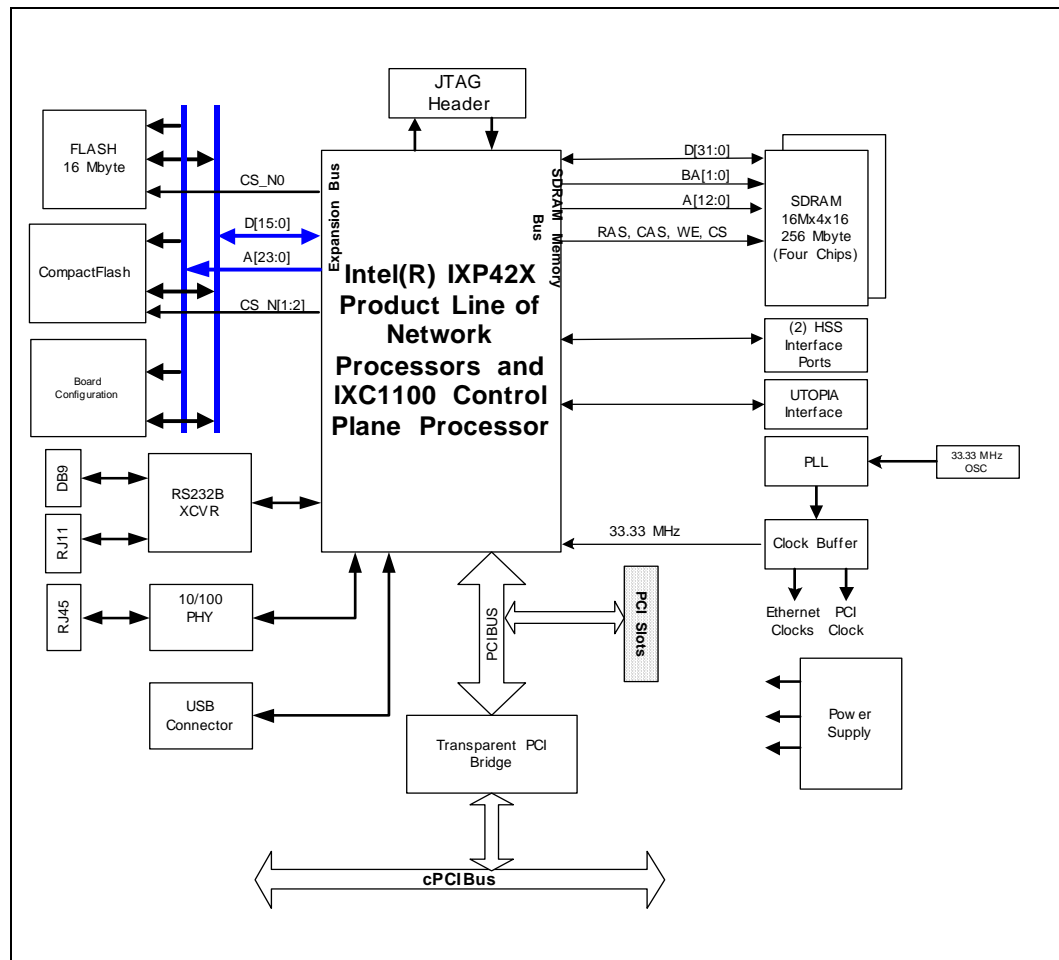 JTAG
Header
FLASH
16 Mbyte
CS_N0
D[15:0]
A[23:0]
CompactFlash
CS_N[1:2]
Board
Configuration
Expansion Bus
SDRAM Memory
Bus
Intel(R) IXP42X
Product Line of
Network
Processors and
IXC1100 Control
Plane Processor
D[31:0]
BA[1:0]
A[12:0]
RAS, CAS, WE, CS
SDRAM
16Mx4x16
256 Mbyte
(Four Chips)
(2) HSS
Interface
Ports
UTOPIA
Interface
PLL
33.33 MHz
OSC
33.33 MHz
Clock Buffer
Ethernet
Clocks
PCI
Clock
DB9
RJ11
RS232B
XCVR
RJ45
10/100
PHY
USB
Connector
PCIBUS
PCI Slots
Transparent PCI
Bridge
Power
Supply
cPCIBus